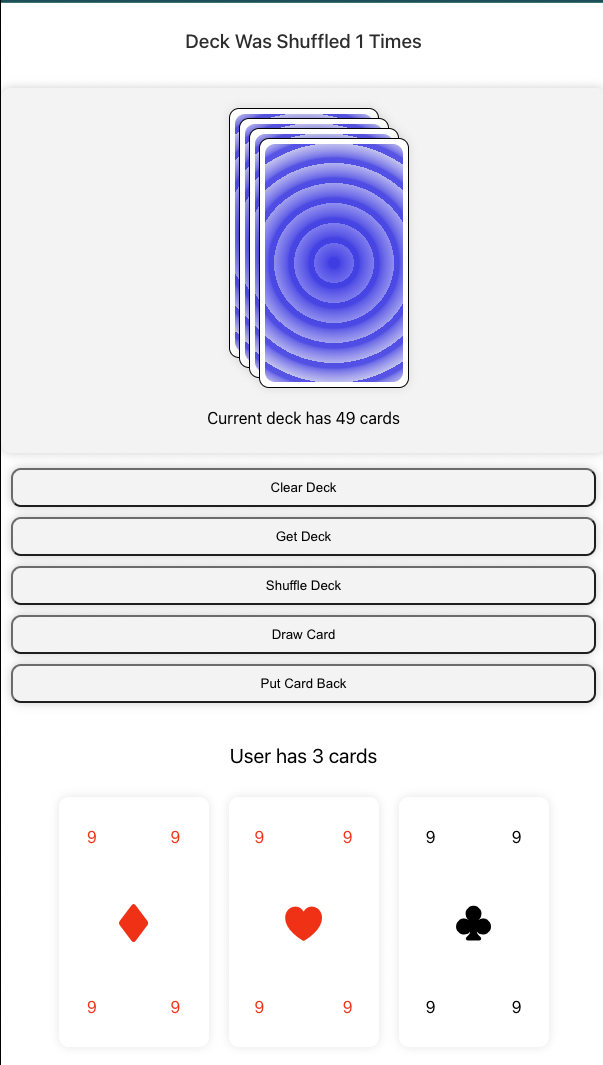 Deck Was Shuffled 1 Times
Current deck has 49 cards
Clear Deck
Get Deck
Shuffle Deck
Draw Card
Put Card Back
User has 3 cards
9 9 9 9 9 9
9 9 9 9 9 9